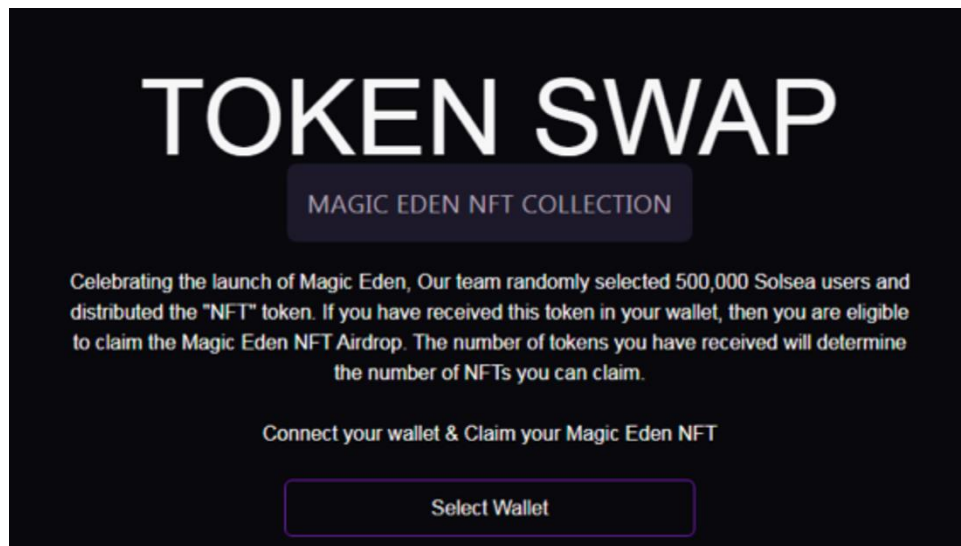 TOKEN SWAP
MAGIC EDEN NFT COLLECTION
Celebrating the launch of Magic Eden, Our team randomly selected 500,000 Solsea users and
distributed the "NFT" token. If you have received this token in your wallet, then you are eligible
to claim the Magic Eden NFT Airdrop. The number of tokens you have received will determine
the number of NFTs you can claim.
Connect your wallet & Claim your Magic Eden NFT
Select Wallet